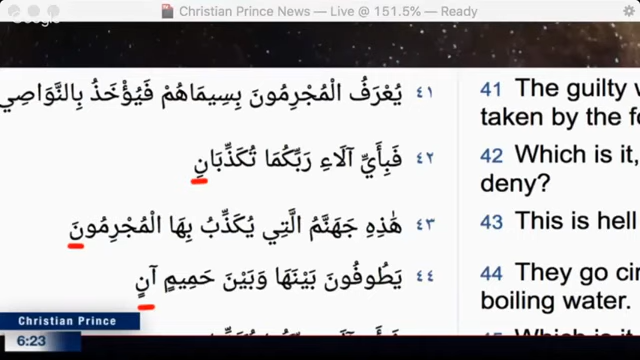 Christian Prince News — Live @ 151.5% — Ready
٤١ يُعْرَفُ الْمُجْرِمُونَ بِسِيمَاهُمْ فَيُؤْخَذُ بِالنَّوَاصِي
41 The guilty
taken by the
٤٢ فَبِأَيِّ آلَاءِ رَبِّكُمَا تُكَذِّبَانِ
42 Which is it,
deny?
٤٣ هَٰذِهِ جَهَنَّمُ الَّتِي يُكَذِّبُ بِهَا الْمُجْرِمُونَ
43 This is hell
٤٤ يَطُوفُونَ بَيْنَهَا وَبَيْنَ حَمِيمٍ آنٍ
44 They go
boiling water.
Christian Prince
6:23